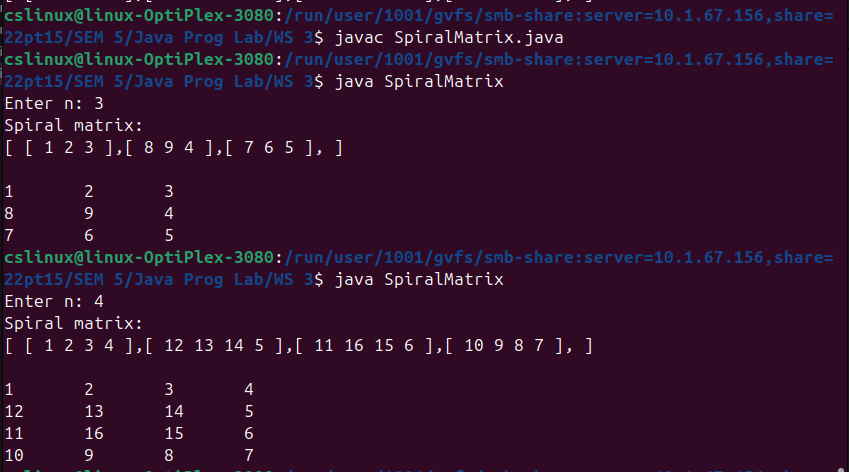 cslinux@linux-OptiPlex-3080:/run/user/1001/gvfs/smb-share:server=10.1.67.156,share=
22pt15/SEM 5/Java Prog Lab/WS 3$ javac SpiralMatrix.java
cslinux@linux-OptiPlex-3080:/run/user/1001/gvfs/smb-share:server=10.1.67.156,share=
22pt15/SEM 5/Java Prog Lab/WS 3$ java SpiralMatrix
Enter n: 3
Spiral matrix:
[ [ 1 2 3 ],[ 8 9 4 ],[ 7 6 5 ], ]
1 2 3
8 9 4
7 6 5
cslinux@linux-OptiPlex-3080:/run/user/1001/gvfs/smb-share:server=10.1.67.156,share=
22pt15/SEM 5/Java Prog Lab/WS 3$ java SpiralMatrix
Enter n: 4
Spiral matrix:
[ [ 1 2 3 4 ],[ 12 13 14 5 ],[ 11 16 15 6 ],[ 10 9 8 7 ], ]
1 2 3 4
12 13 14 5
11 16 15 6
10 9 8 7